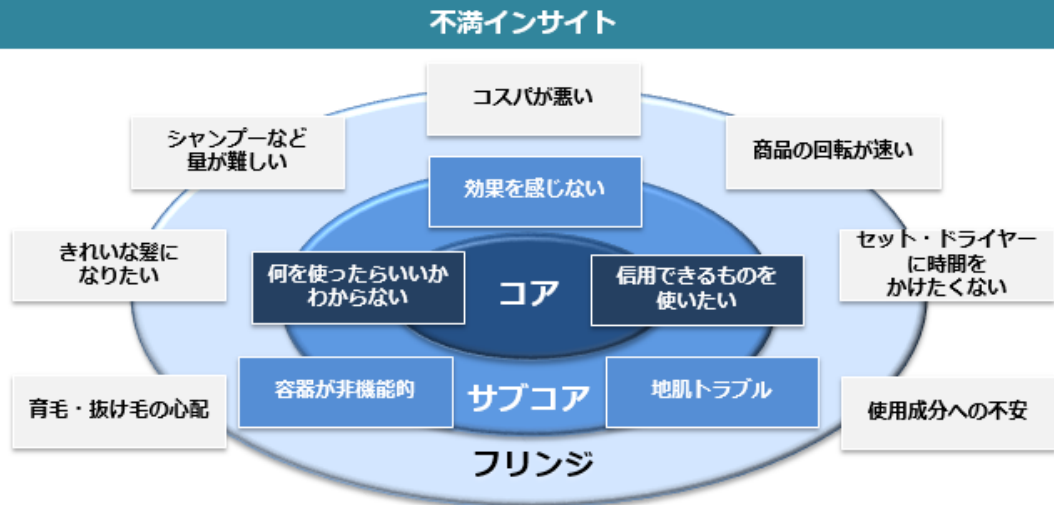 不満インサイト
コスパが悪い
シャンプーなど
量が難しい
商品の回転が速い
効果を感じない
きれいな髪に
なりたい
何を使ったらいいか
わからない
コア
信用できるものを
使いたい
セット・ドライヤー
に時間を
かけたくない
育毛・抜け毛の心配
容器が非機能的
サブコア
地肌トラブル
使用成分への不安
フリンジ